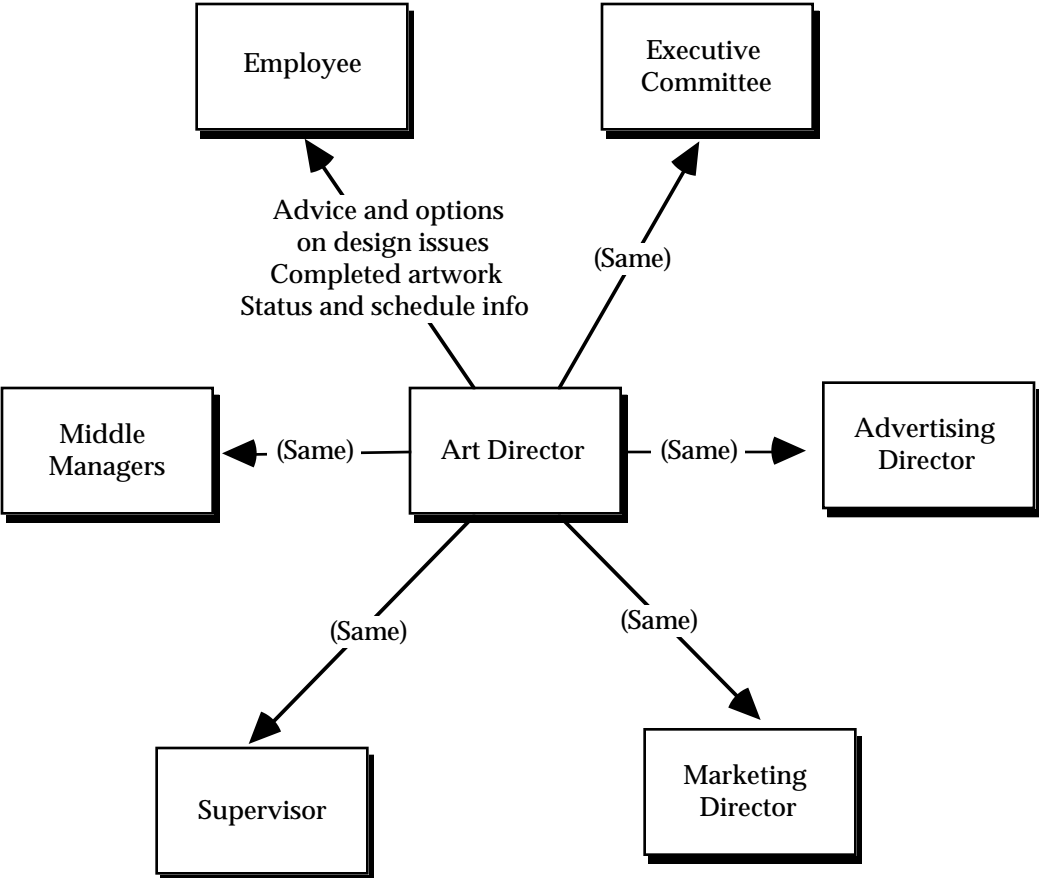 Employee
Executive
Committee
Advice and options
on design issues
Completed artwork
Status and schedule info
(Same)
Middle
Managers
(Same)
Art Director
(Same)
Advertising
Director
(Same)
(Same)
Supervisor
Marketing
Director